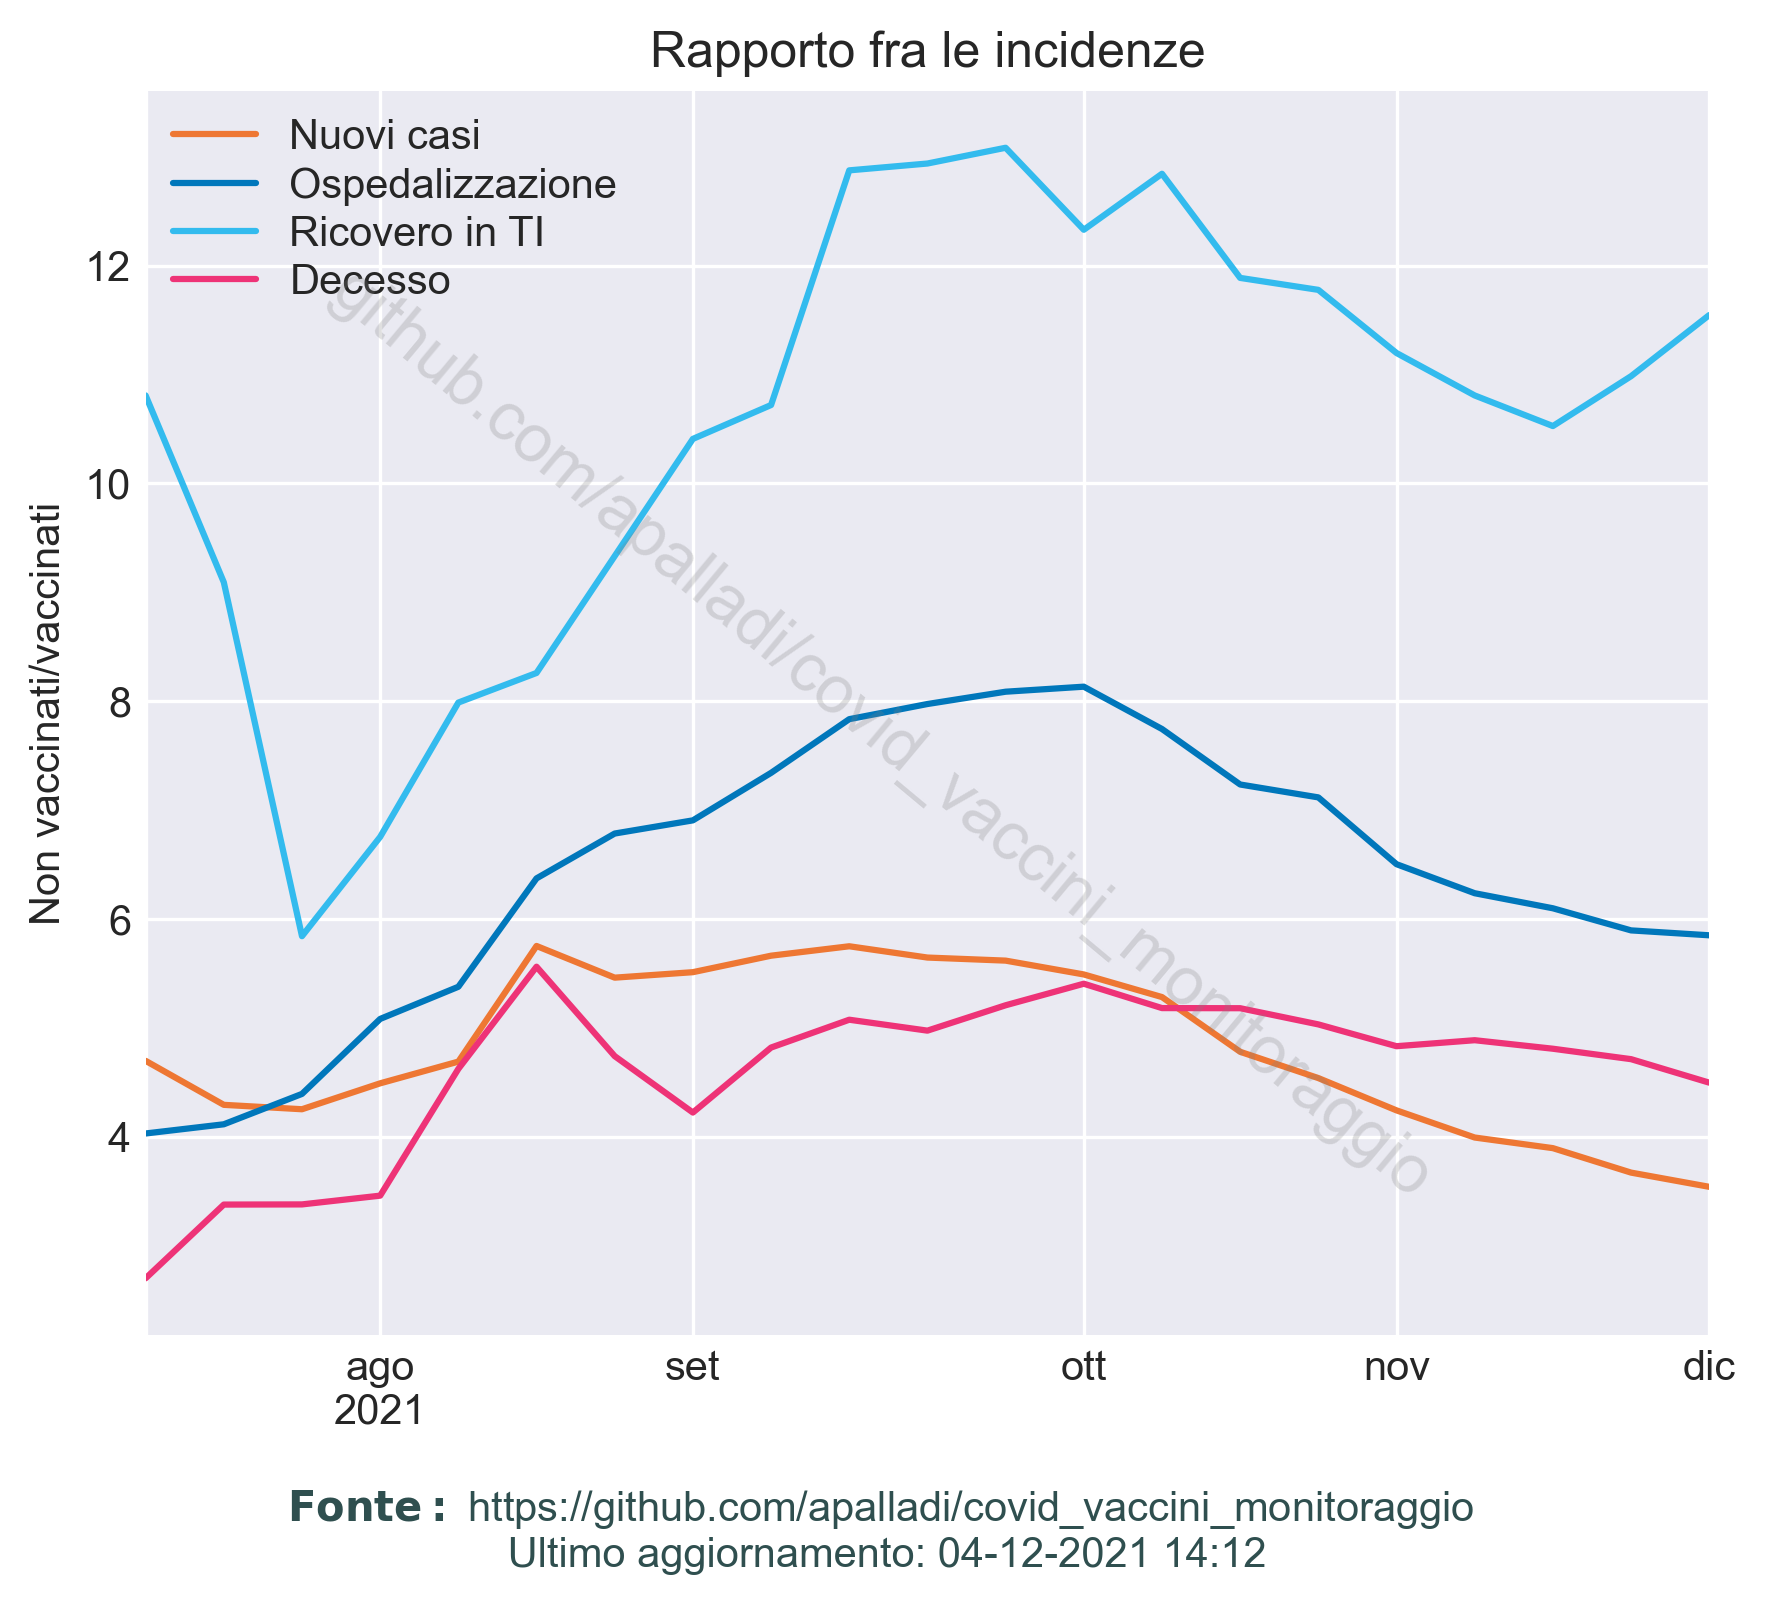 Rapporto fra le incidenze
Nuovi casi
Ospedalizzazione
Ricovero in TI
Decesso
github.com/apalladi/covid_vaccini_monitoraggio
Non vaccinati/vaccinati
12
10
8
6
4
ago
2021
set
ott
nov
dic
Fonte: https://github.com/apalladi/covid_vaccini_monitoraggio
Ultimo aggiornamento: 04-12-2021 14:12